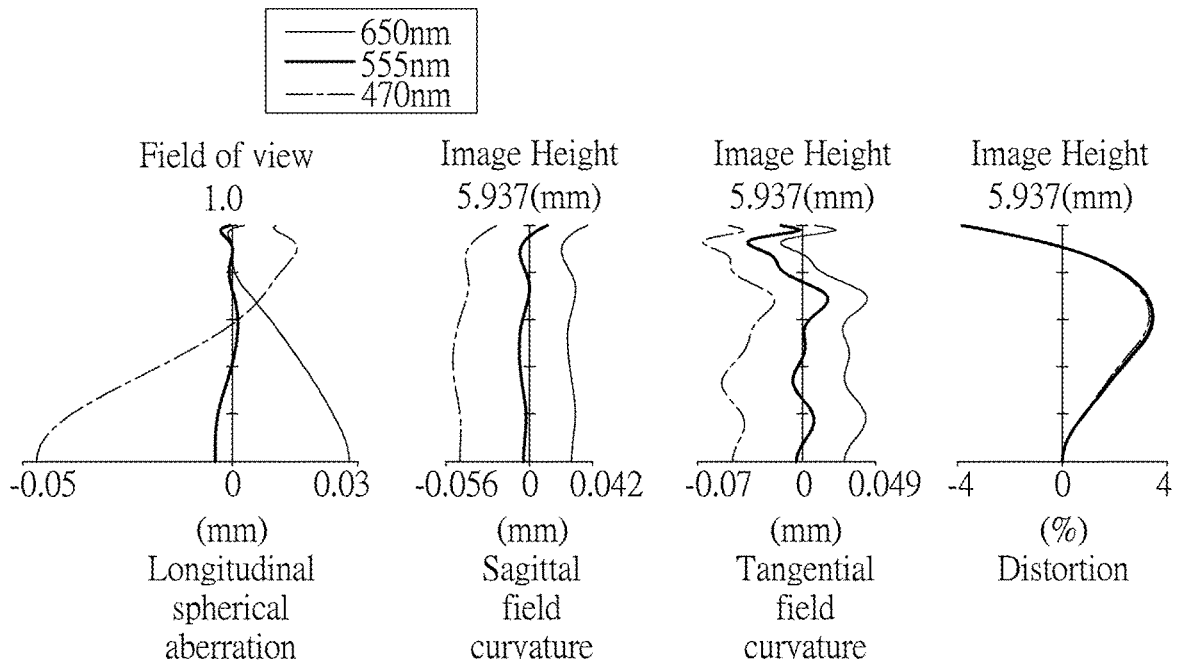 650nm
555nm
470nm
Field of view
1.0
-0.05 0 0.03
(mm)
Longitudinal
spherical
aberration
Image Height
5.937(mm)
-0.056 0 0.042
(mm)
Sagittal
field
curvature
Image Height
5.937(mm)
-0.07 0 0.049
(mm)
Tangential
field
curvature
Image Height
5.937(mm)
-4 0 4
(%)
Distortion